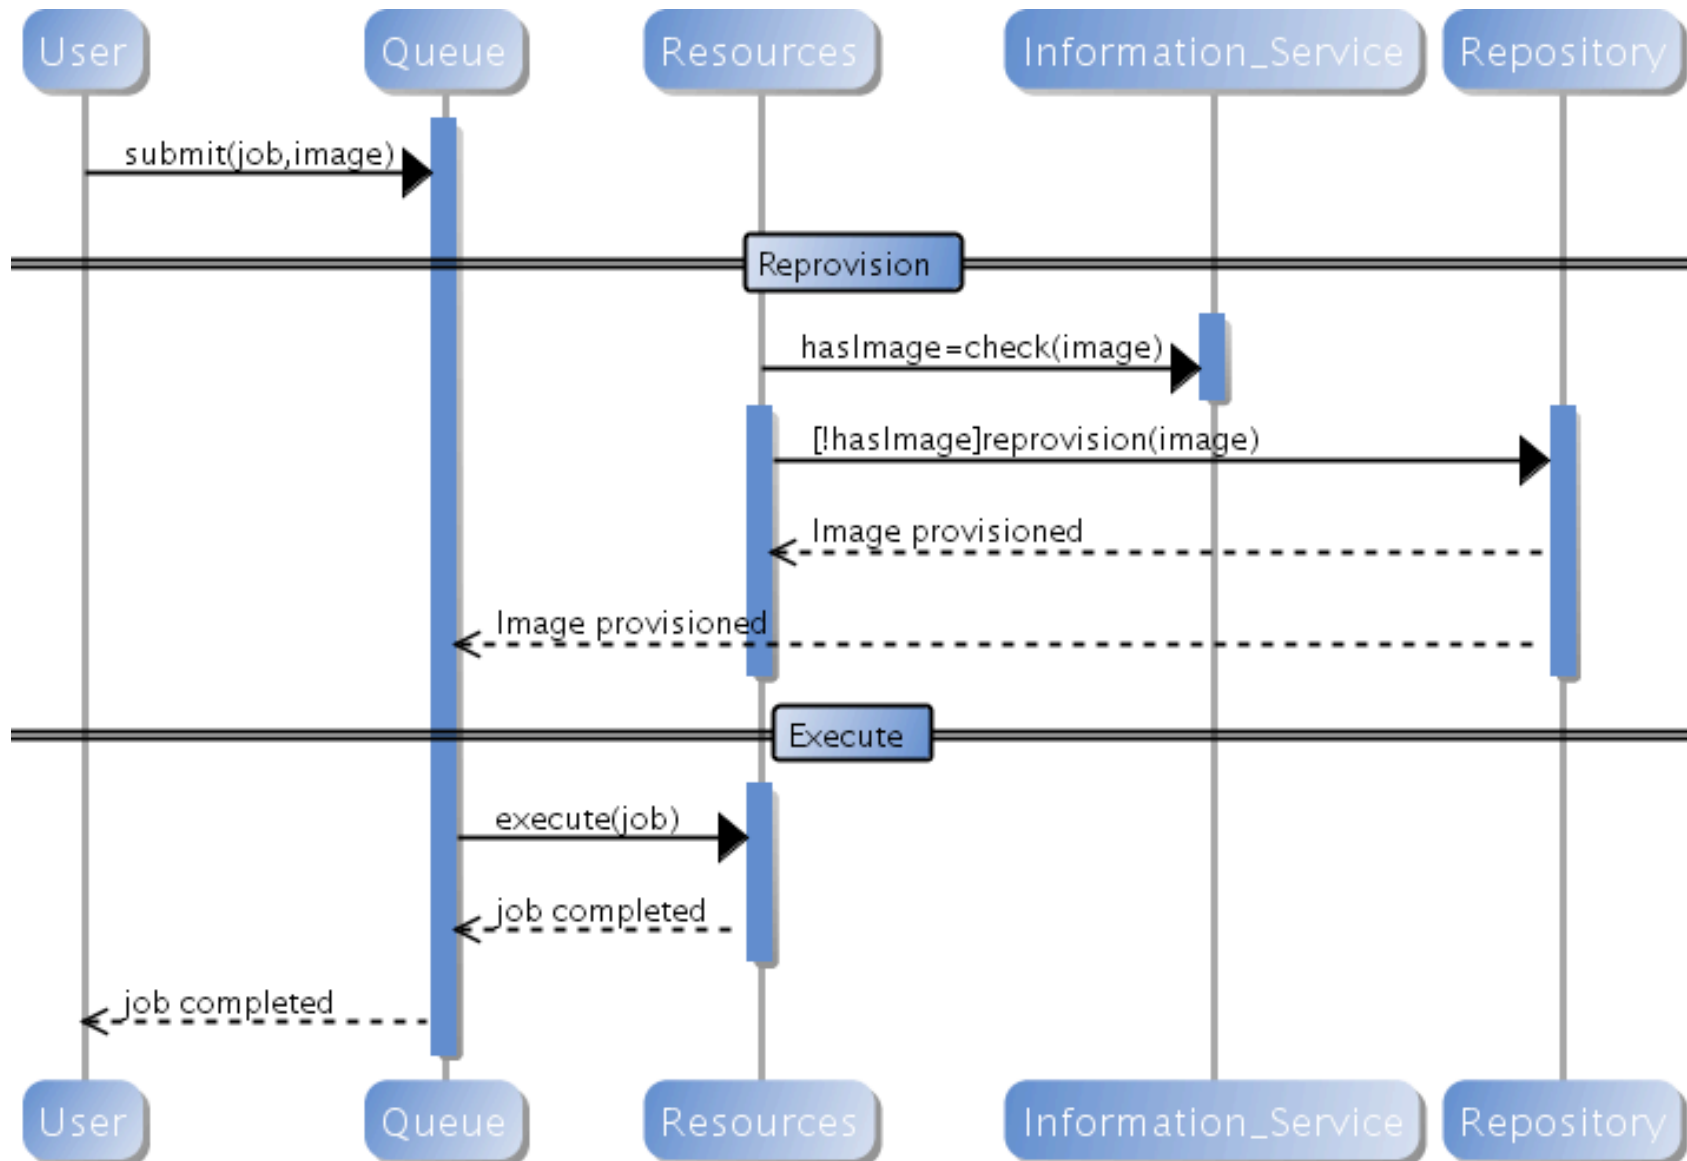 User
Queue
Resources
Information_Service
Repository
submit(job,image)
Reprovision
hasImage=check(image)
[!hasImage]reprovision(image)
Image provisioned
Image provisioned
Execute
execute(job)
job completed
job completed
User
Queue
Resources
Information_Service
Repository